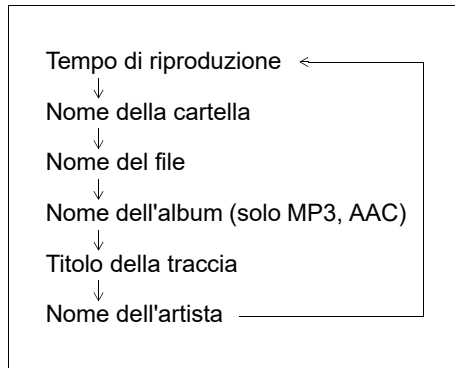 Tempo di riproduzione
Nome della cartella
Nome del file
Nome dell'album (solo MP3, AAC)
Titolo della traccia
Nome dell'artista